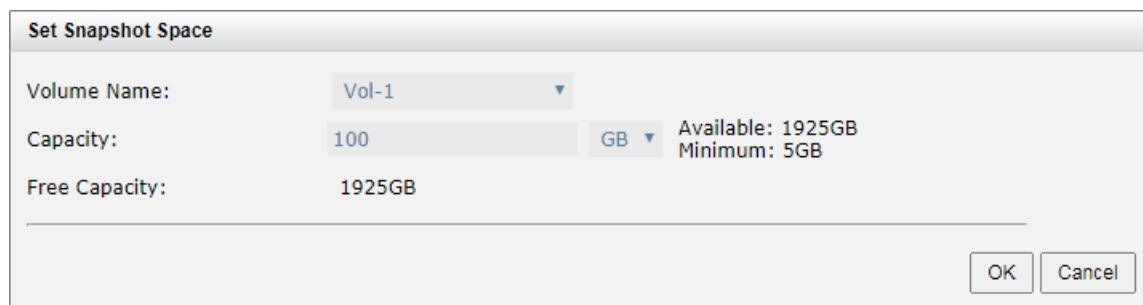 Set Snapshot Space
Volume Name: Vol-1
Capacity: 100 GB Available: 1925GB
Minimum: 5GB
Free Capacity: 1925GB
OK Cancel